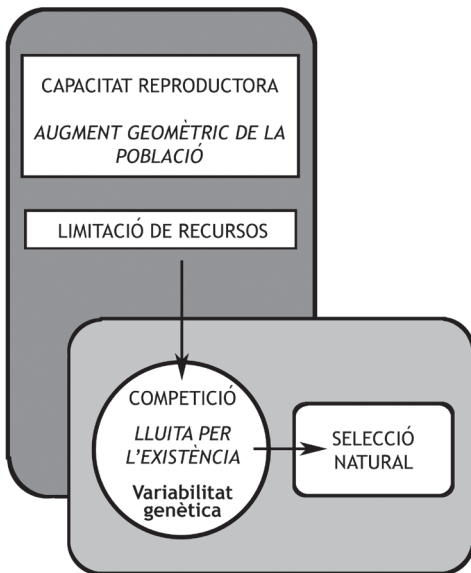 CAPACITAT REPRODUCTORA
AUGMENT GEOMÈTRIC DE LA
POBLACIÓ
LIMITACIÓ DE RECURSOS
COMPETICIÓ
LLUITA PER
L'EXISTÈNCIA
Variabilitat
genètica
SELECCIÓ
NATURAL